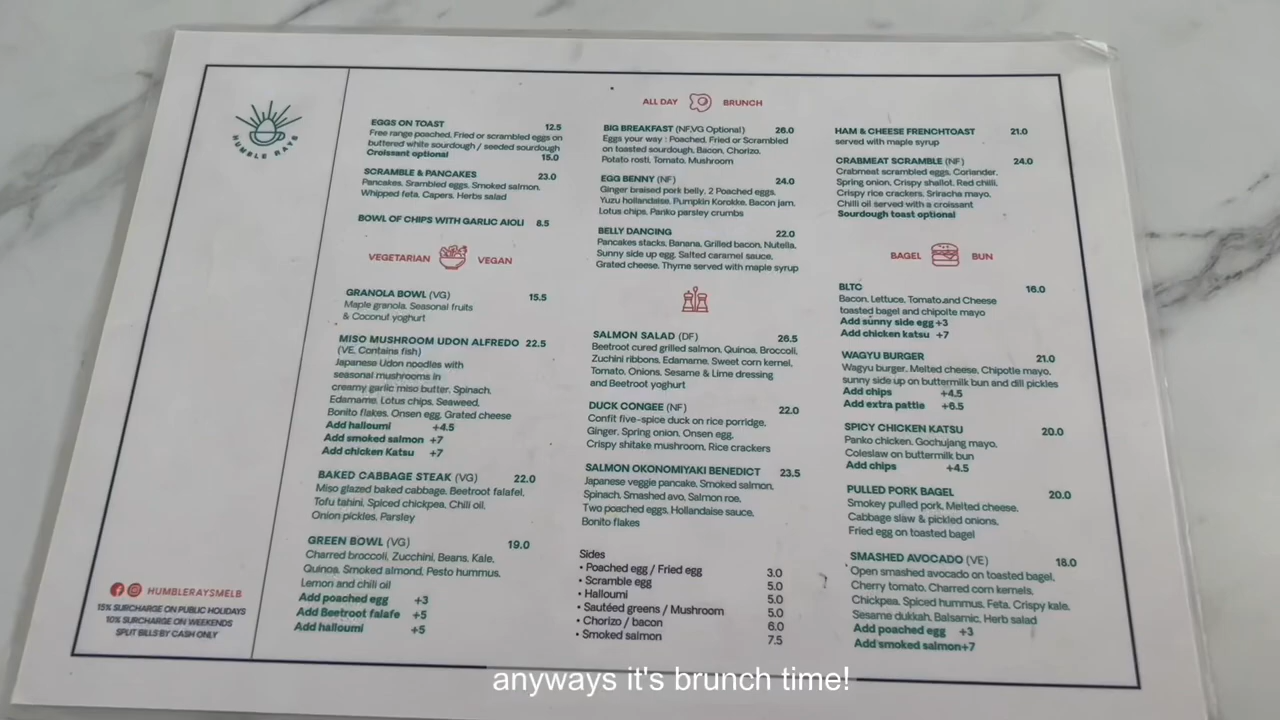 HUMBLE RAYS
ALL DAY BRUNCH
EGGS ON TOAST 12.5
Free range poached, Fried or scrambled eggs on
buttered white sourdough / seeded sourdough
Croissant optional 15.0
SCRAMBLE & PANCAKES 23.0
Pancakes, Srambled eggs, Smoked salmon,
Whipped feta, Capers, Herbs salad
BOWL OF CHIPS WITH GARLIC AIOLI 8.5
VEGETARIAN VEGAN
GRANOLA BOWL (VG) 15.5
Maple granola, Seasonal fruits
& Coconut yoghurt
MISO MUSHROOM UDON ALFREDO 22.5
(VE, Contains fish)
Japanese Udon noodles with
seasonal mushrooms in
creamy garlic miso butter, Spinach,
Edamame, Lotus chips, Seaweed,
Bonito flakes, Onsen egg, Grated cheese
Add halloumi +4.5
Add smoked salmon +7
Add chicken Katsu +7
BAKED CABBAGE STEAK (VG) 22.0
Miso glazed baked cabbage, Beetroot falafel,
Tofu tahini, Spiced chickpea, Chili oil,
Onion pickles, Parsley
GREEN BOWL (VG) 19.0
Charred broccoli, Zucchini, Beans, Kale,
Quinoa, Smoked almond, Pesto hummus,
Lemon and chili oil
Add poached egg +3
Add Beetroot falafe +5
Add halloumi +5
BIG BREAKFAST (NF,VG Optional) 26.0
Eggs your way : Poached, Fried or Scrambled
on toasted sourdough, Bacon, Chorizo,
Potato rosti, Tomato, Mushroom
EGG BENNY (NF) 24.0
Ginger braised pork belly, 2 Poached eggs,
Yuzu hollandaise, Pumpkin Korokke, Bacon jam,
Lotus chips, Panko parsley crumbs
BELLY DANCING 22.0
Pancakes stacks, Banana, Grilled bacon, Nutella,
Sunny side up egg, Salted caramel sauce,
Grated cheese, Thyme served with maple syrup
SALMON SALAD (DF) 26.5
Beetroot cured grilled salmon, Quinoa, Broccoli,
Zuchini ribbons, Edamame, Sweet corn kernel,
Tomato, Onions, Sesame & Lime dressing
and Beetroot yoghurt
DUCK CONGEE (NF) 22.0
Confit five-spice duck on rice porridge,
Ginger, Spring onion, Onsen egg,
Crispy shitake mushroom, Rice crackers
SALMON OKONOMIYAKI BENEDICT 23.5
Japanese veggie pancake, Smoked salmon,
Spinach, Smashed avo, Salmon roe,
Two poached eggs, Hollandaise sauce,
Bonito flakes
Sides
• Poached egg / Fried egg 3.0
• Scramble egg 5.0
• Halloumi 5.0
• Sautéed greens / Mushroom 5.0
• Chorizo / bacon 6.0
• Smoked salmon 7.5
HAM & CHEESE FRENCHTOAST 21.0
served with maple syrup
CRABMEAT SCRAMBLE (NF) 24.0
Crabmeat scrambled eggs, Coriander,
Spring onion, Crispy shallot, Red chilli,
Crispy rice crackers, Sriracha mayo,
Chilli oil served with a croissant
Sourdough toast optional
BAGEL BUN
BLTC 16.0
Bacon, Lettuce, Tomato,and Cheese
toasted bagel and chipolte mayo
Add sunny side egg +3
Add chicken katsu +7
WAGYU BURGER 21.0
Wagyu burger, Melted cheese, Chipotle mayo,
sunny side up on buttermilk bun and dill pickles
Add chips +4.5
Add extra pattie +6.5
SPICY CHICKEN KATSU 20.0
Panko chicken, Gochujang mayo,
Coleslaw on buttermilk bun
Add chips +4.5
PULLED PORK BAGEL 20.0
Smokey pulled pork, Melted cheese,
Cabbage slaw & pickled onions,
Fried egg on toasted bagel
SMASHED AVOCADO (VE) 18.0
Open smashed avocado on toasted bagel,
Cherry tomato, Charred corn kernels,
Chickpea, Spiced hummus, Feta, Crispy kale,
Sesame dukkah, Balsamic, Herb salad
Add poached egg +3
Add smoked salmon+7
HUMBLERAYSMELB
15% SURCHARGE ON PUBLIC HOLIDAYS
10% SURCHARGE ON WEEKENDS
SPLIT BILLS BY CASH ONLY
anyways it's brunch time!